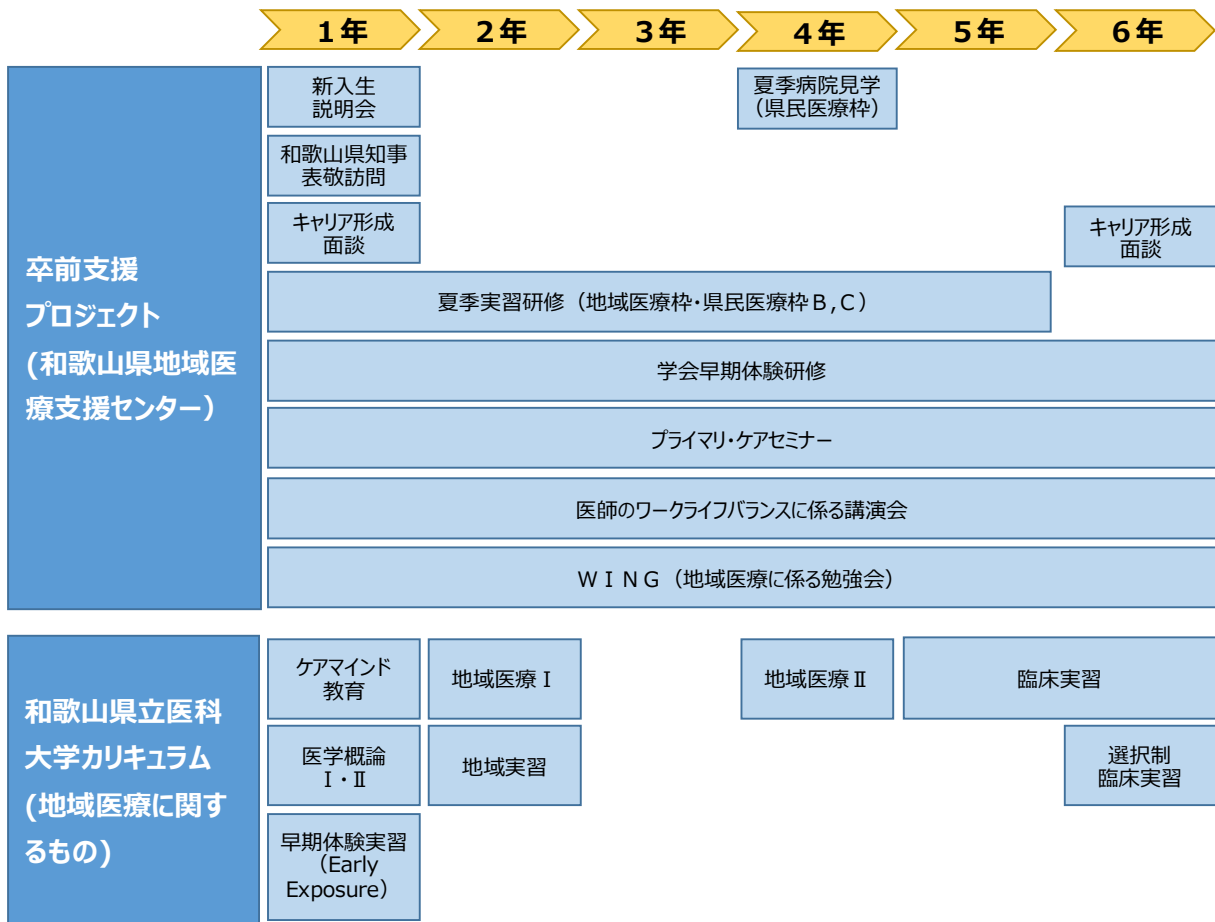 1年 2年 3年 4年 5年 6年
卒前支援
プロジェクト
(和歌山県地域医
療支援センター）
新入生
説明会
夏季病院見学
（県民医療枠）
和歌山県知事
表敬訪問
キャリア形成
面談
キャリア形成
面談
夏季実習研修（地域医療枠・県民医療枠Ｂ,Ｃ）
学会早期体験研修
プライマリ・ケアセミナー
医師のワークライフバランスに係る講演会
ＷＩＮＧ（地域医療に係る勉強会）
和歌山県立医科
大学カリキュラム
(地域医療に関す
るもの)
ケアマインド
教育
地域医療Ⅰ
地域医療Ⅱ
臨床実習
医学概論
Ⅰ・Ⅱ
地域実習
選択制
臨床実習
早期体験実習
（Early
Exposure）